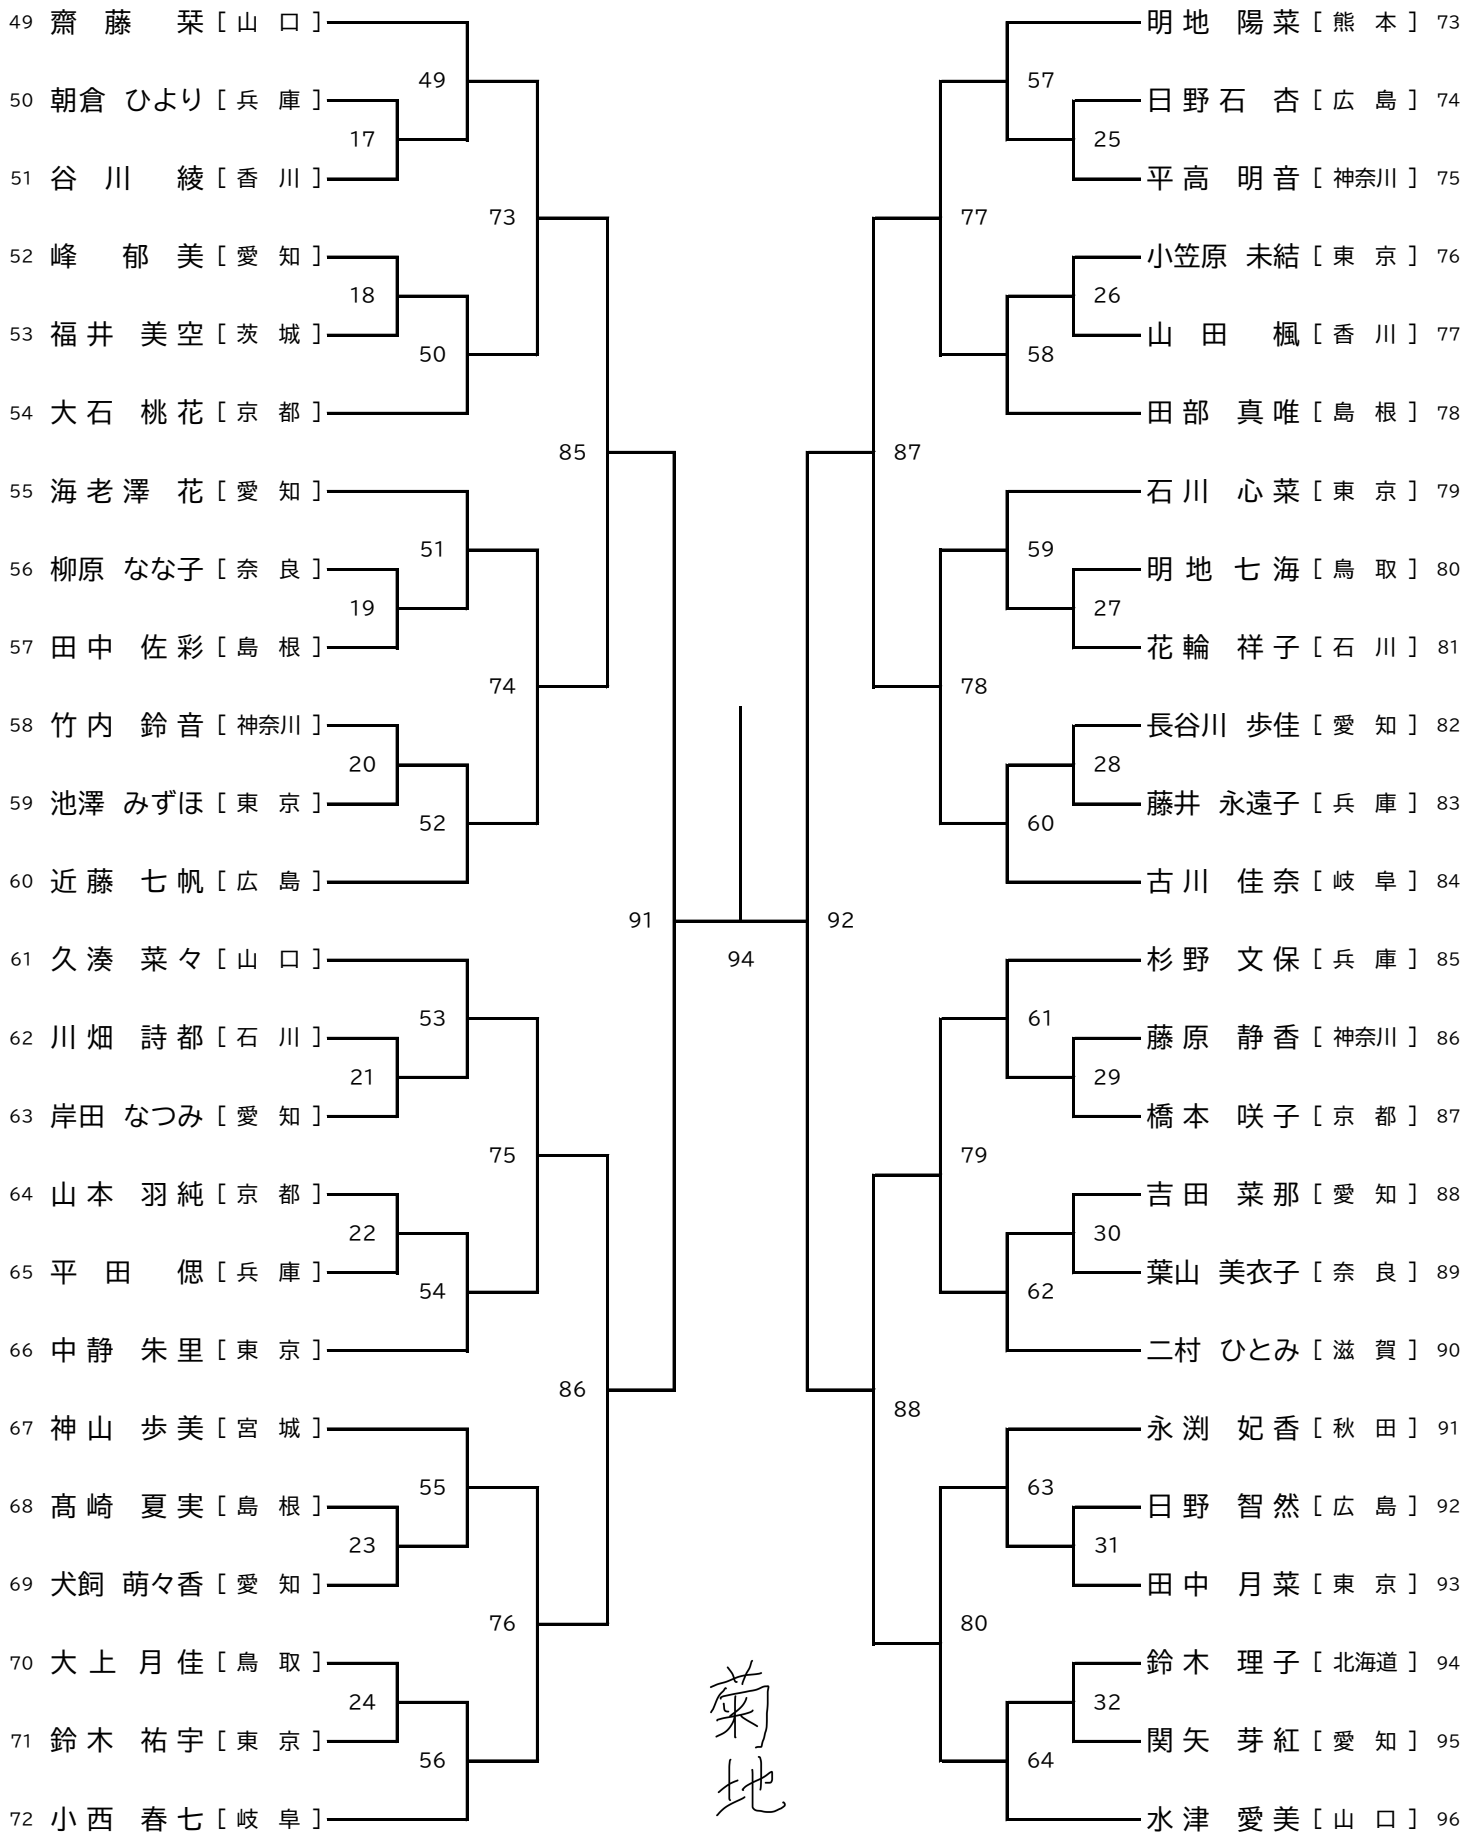 49 齋藤 栞 [ 山口 ]
50 朝倉 ひより [ 兵庫 ]
51 谷川 綾 [ 香川 ]
52 峰 郁美 [ 愛知 ]
53 福井 美空 [ 茨城 ]
54 大石 桃花 [ 京都 ]
55 海老澤 花 [ 愛知 ]
56 柳原 なな子 [ 奈良 ]
57 田中 佐彩 [ 島根 ]
58 竹内 鈴音 [ 神奈川 ]
59 池澤 みずほ [ 東京 ]
60 近藤 七帆 [ 広島 ]
61 久湊 菜々 [ 山口 ]
62 川畑 詩都 [ 石川 ]
63 岸田 なつみ [ 愛知 ]
64 山本 羽純 [ 京都 ]
65 平田 偲 [ 兵庫 ]
66 中静 朱里 [ 東京 ]
67 神山 歩美 [ 宮城 ]
68 髙崎 夏実 [ 島根 ]
69 犬飼 萌々香 [ 愛知 ]
70 大上 月佳 [ 鳥取 ]
71 鈴木 祐宇 [ 東京 ]
72 小西 春七 [ 岐阜 ]
17
18
19
20
21
22
23
24
49
50
51
52
53
54
55
56
73
74
75
76
85
86
91
94
92
87
88
77
78
79
80
57
58
59
60
61
62
63
64
25
26
27
28
29
30
31
32
明地 陽菜 [ 熊本 ] 73
日野石 杏 [ 広島 ] 74
平高 明音 [ 神奈川 ] 75
小笠原 未結 [ 東京 ] 76
山田 楓 [ 香川 ] 77
田部 真唯 [ 島根 ] 78
石川 心菜 [ 東京 ] 79
明地 七海 [ 鳥取 ] 80
花輪 祥子 [ 石川 ] 81
長谷川 歩佳 [ 愛知 ] 82
藤井 永遠子 [ 兵庫 ] 83
古川 佳奈 [ 岐阜 ] 84
杉野 文保 [ 兵庫 ] 85
藤原 静香 [ 神奈川 ] 86
橋本 咲子 [ 京都 ] 87
吉田 菜那 [ 愛知 ] 88
葉山 美衣子 [ 奈良 ] 89
二村 ひとみ [ 滋賀 ] 90
永渕 妃香 [ 秋田 ] 91
日野 智然 [ 広島 ] 92
田中 月菜 [ 東京 ] 93
鈴木 理子 [ 北海道 ] 94
関矢 芽紅 [ 愛知 ] 95
水津 愛美 [ 山口 ] 96
菊地